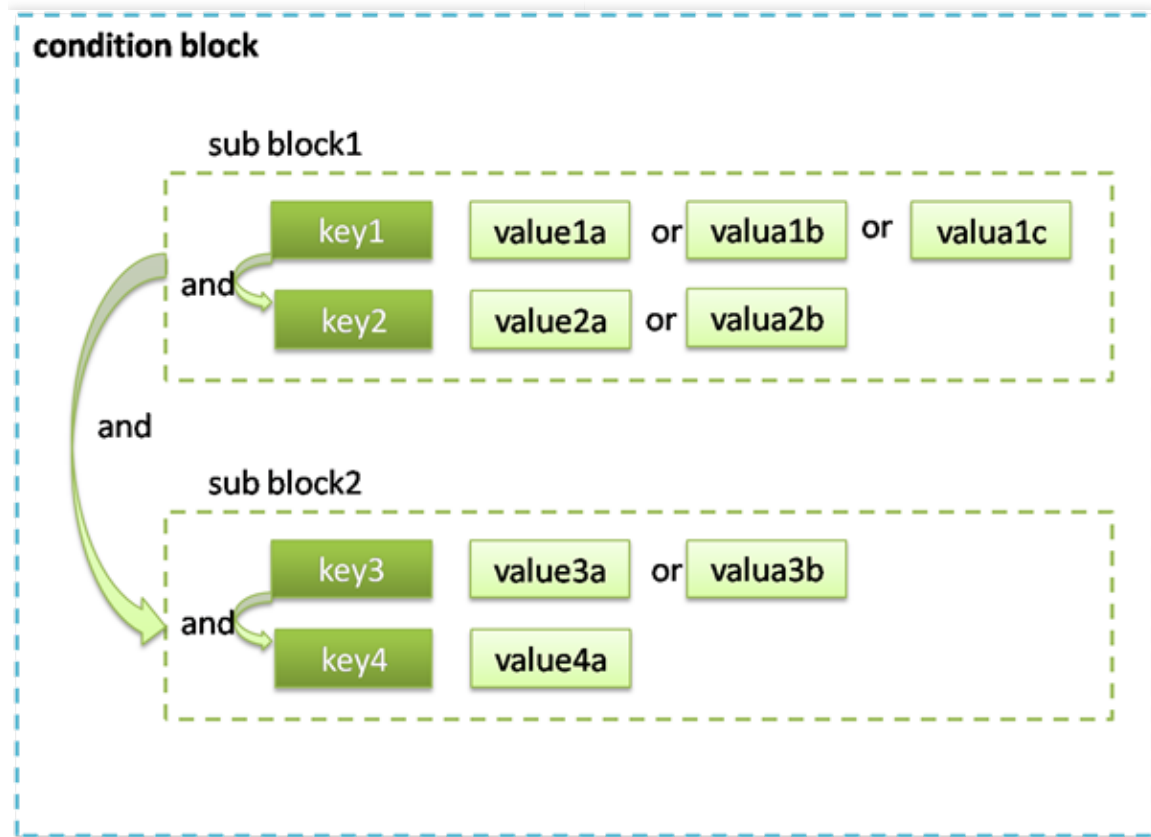 condition block
sub block1
key1 value1a or valua1b or valua1c
and
key2 value2a or valua2b
and
sub block2
key3 value3a or valua3b
and
key4 value4a